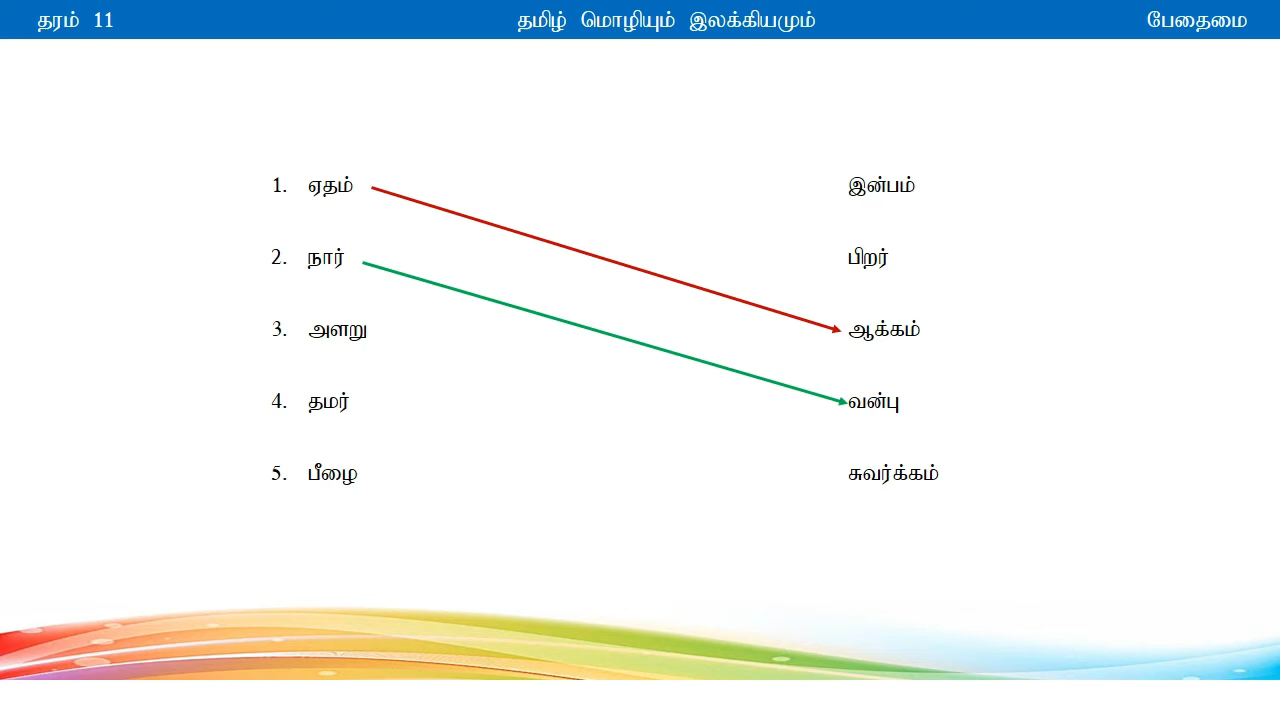 தரம் 11 தமிழ் மொழியும் இலக்கியமும் பேதைமை
1. ஏதம் இன்பம்
2. நார் பிறர்
3. அளறு ஆக்கம்
4. தமர் வன்பு
5. பீழை சுவர்க்கம்